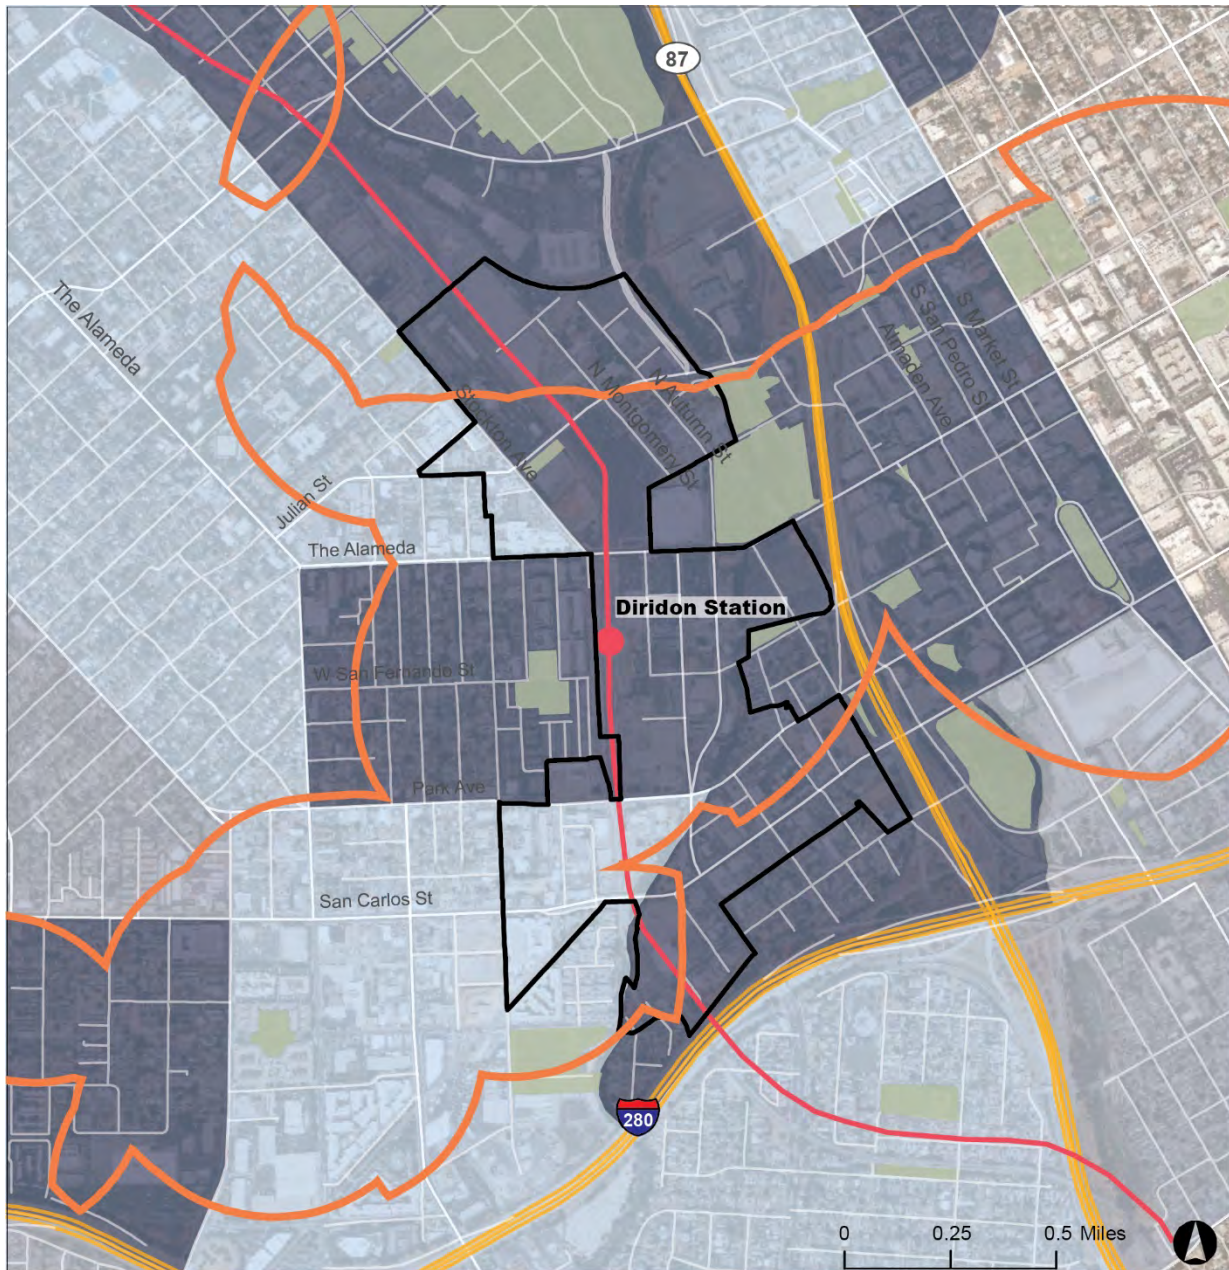 87
The Alameda
S Market St
S San Pedro S
Almaden Ave
N Autumn St
N Montgomery St
Stockton Ave
Julian St
The Alameda
Diridon Station
W San Fernando St
Park Ave
San Carlos St
280
0 0.25 0.5 Miles